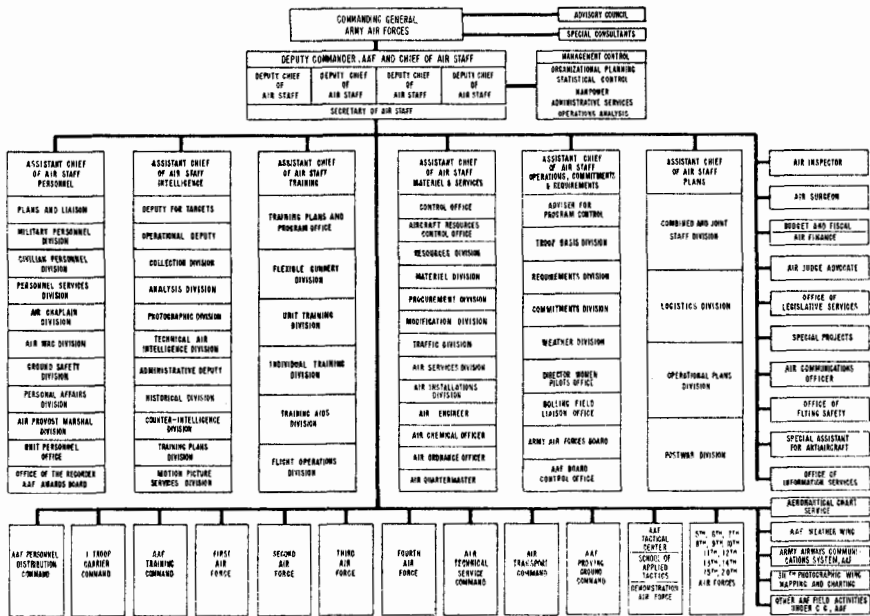 COMMANDING GENERAL
ARMY AIR FORCES
ADVISORY COUNCIL
SPECIAL CONSULTANTS
DEPUTY COMMANDER, AAF AND CHIEF OF AIR STAFF
DEPUTY CHIEF
OF
AIR STAFF
DEPUTY CHIEF
OF
AIR STAFF
DEPUTY CHIEF
OF
AIR STAFF
DEPUTY CHIEF
OF
AIR STAFF
SECRETARY OF AIR STAFF
MANAGEMENT CONTROL
ORGANIZATIONAL PLANNING
STATISTICAL CONTROL
MANPOWER
ADMINISTRATIVE SERVICES
OPERATIONS ANALYSIS
ASSISTANT CHIEF
OF AIR STAFF
PERSONNEL
PLANS AND LIAISON
MILITARY PERSONNEL
DIVISION
CIVILIAN PERSONNEL
DIVISION
PERSONNEL SERVICES
DIVISION
AIR CHAPLAIN
DIVISION
AIR WAC DIVISION
GROUND SAFETY
DIVISION
PERSONAL AFFAIRS
DIVISION
AIR PROVOST MARSHAL
DIVISION
UNIT PERSONNEL
OFFICE
OFFICE OF THE RECORDER
AAF AWARDS BOARD
ASSISTANT CHIEF
OF AIR STAFF
INTELLIGENCE
DEPUTY FOR TARGETS
OPERATIONAL DEPUTY
COLLECTION DIVISION
ANALYSIS DIVISION
PHOTOGRAPHIC DIVISION
TECHNICAL AIR
INTELLIGENCE DIVISION
ADMINISTRATIVE DEPUTY
HISTORICAL DIVISION
COUNTER-INTELLIGENCE
DIVISION
TRAINING PLANS
DIVISION
MOTION PICTURE
SERVICES DIVISION
ASSISTANT CHIEF
OF AIR STAFF
TRAINING
TRAINING PLANS AND
PROGRAM OFFICE
FLEXIBLE GUNNERY
DIVISION
UNIT TRAINING
DIVISION
INDIVIDUAL TRAINING
DIVISION
TRAINING AIDS
DIVISION
FLIGHT OPERATIONS
DIVISION
ASSISTANT CHIEF
OF AIR STAFF
MATERIEL & SERVICES
CONTROL OFFICE
AIRCRAFT RESOURCES
CONTROL OFFICE
RESOURCES DIVISION
MATERIEL DIVISION
PROCUREMENT DIVISION
MODIFICATION DIVISION
TRAFFIC DIVISION
AIR SERVICES DIVISION
AIR INSTALLATIONS
DIVISION
AIR ENGINEER
AIR CHEMICAL OFFICER
AIR ORDNANCE OFFICER
AIR QUARTERMASTER
ASSISTANT CHIEF
OF AIR STAFF
OPERATIONS, COMMITMENTS
& REQUIREMENTS
ADVISER FOR
PROGRAM CONTROL
TROOP BASIS DIVISION
REQUIREMENTS DIVISION
COMMITMENTS DIVISION
WEATHER DIVISION
DIRECTOR WOMEN
PILOTS OFFICE
BOLLING FIELD
LIAISON OFFICE
ARMY AIR FORCES BOARD
AAF BOARD
CONTROL OFFICE
ASSISTANT CHIEF
OF AIR STAFF
PLANS
COMBINED AND JOINT
STAFF DIVISION
LOGISTICS DIVISION
OPERATIONAL PLANS
DIVISION
POSTWAR DIVISION
AIR INSPECTOR
AIR SURGEON
BUDGET AND FISCAL
AIR FINANCE
AIR JUDGE ADVOCATE
OFFICE OF
LEGISLATIVE SERVICES
SPECIAL PROJECTS
AIR COMMUNICATIONS
OFFICER
OFFICE OF
FLYING SAFETY
SPECIAL ASSISTANT
FOR ANTIAIRCRAFT
OFFICE OF
INFORMATION SERVICES
AAF PERSONNEL
DISTRIBUTION
COMMAND
I TROOP
CARRIER COMMAND
AAF
TRAINING
COMMAND
FIRST
AIR
FORCE
SECOND
AIR
FORCE
THIRD
AIR
FORCE
FOURTH
AIR
FORCE
AIR
TECHNICAL
SERVICE COMMAND
AIR
TRANSPORT
COMMAND
AAF
PROVING
GROUND
COMMAND
AAF
TACTICAL
CENTER
SCHOOL OF
APPLIED
TACTICS
DEMONSTRATION
AIR FORCE
5TH, 6TH, 7TH
8TH, 9TH, 10TH
11TH, 12TH
13TH, 14TH
15TH, 20TH
AIR FORCES
AERONAUTICAL CHART
SERVICE
AAF WEATHER WING
ARMY AIRWAYS COMMUNI-
CATIONS SYSTEM, AAF
311TH PHOTOGRAPHIC WING
MAPPING AND CHARTING
OTHER AAF FIELD ACTIVITIES
UNDER C G, AAF